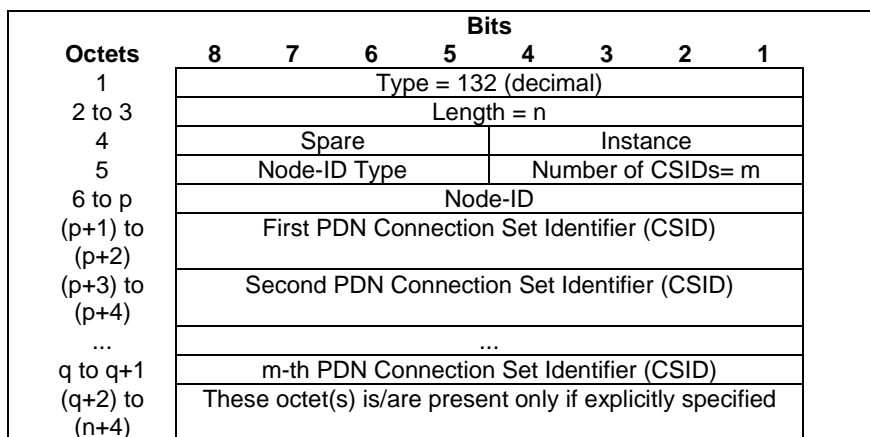 Bits
Octets 8 7 6 5 4 3 2 1
1 Type = 132 (decimal)
2 to 3 Length = n
4 Spare Instance
5 Node-ID Type Number of CSIDs= m
6 to p Node-ID
(p+1) to First PDN Connection Set Identifier (CSID)
(p+2)
(p+3) to Second PDN Connection Set Identifier (CSID)
(p+4)
... ...
q to q+1 m-th PDN Connection Set Identifier (CSID)
(q+2) to These octet(s) is/are present only if explicitly specified
(n+4)